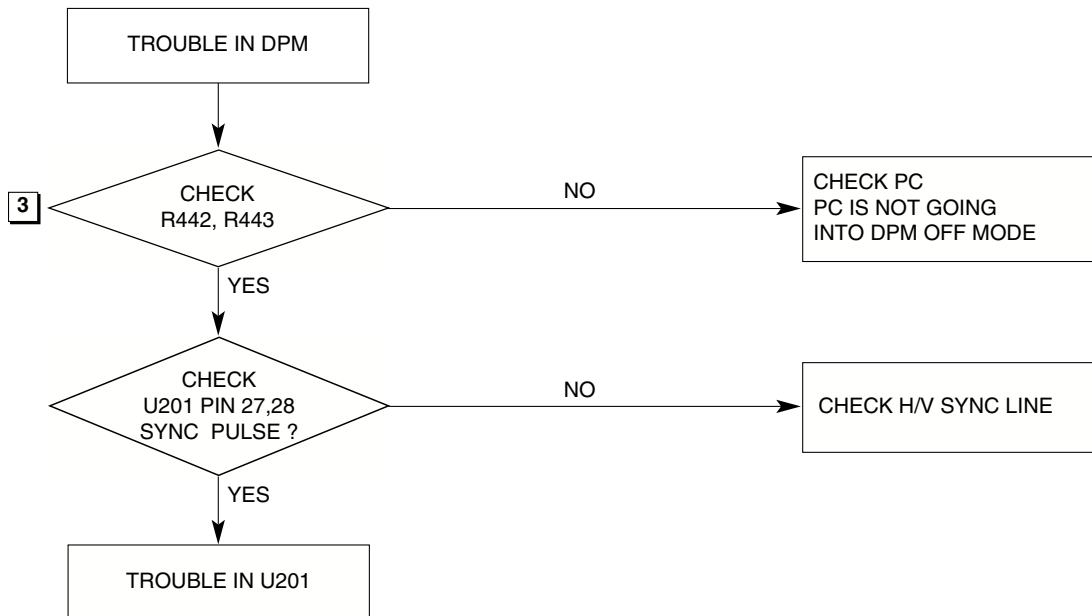 TROUBLE IN DPM
3
CHECK
R442, R443
NO
CHECK PC
PC IS NOT GOING
INTO DPM OFF MODE
YES
CHECK
U201 PIN 27,28
SYNC PULSE ?
NO
CHECK H/V SYNC LINE
YES
TROUBLE IN U201